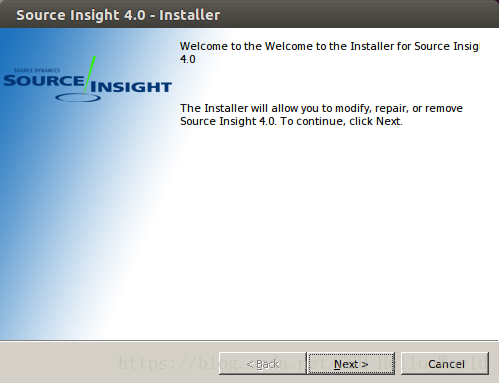 Source Insight 4.0 - Installer
Welcome to the Welcome to the Installer for Source Insig
4.0
SOURCE DYNAMICS
SOURCE INSIGHT
The Installer will allow you to modify, repair, or remove
Source Insight 4.0. To continue, click Next.
< Back
Next >
Cancel
https://blog.